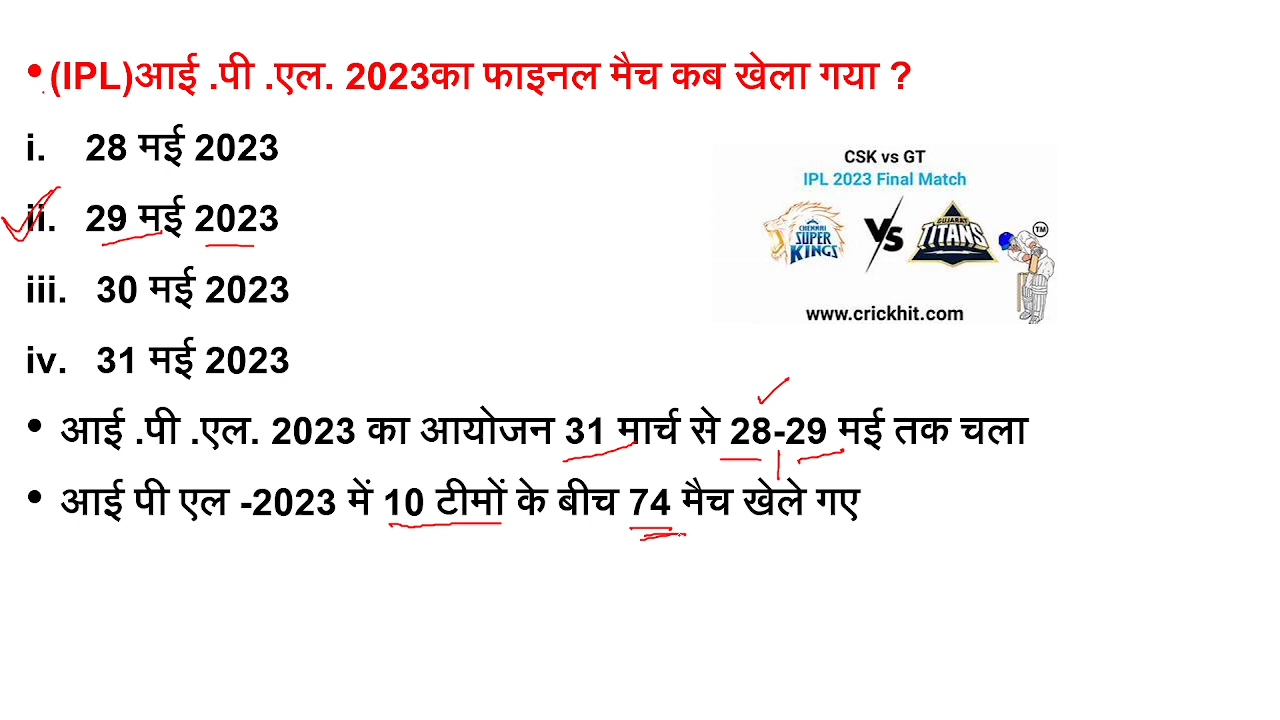 • (IPL)आई .पी .एल. 2023का फाइनल मैच कब खेला गया ?
i. 28 मई 2023
ii. 29 मई 2023
iii. 30 मई 2023
iv. 31 मई 2023
CSK vs GT
IPL 2023 Final Match
CHENNAI
SUPER
KINGS
VS
GUJARAT
TITANS
TM
www.crickhit.com
• आई .पी .एल. 2023 का आयोजन 31 मार्च से 28-29 मई तक चला
• आई पी एल -2023 में 10 टीमों के बीच 74 मैच खेले गए